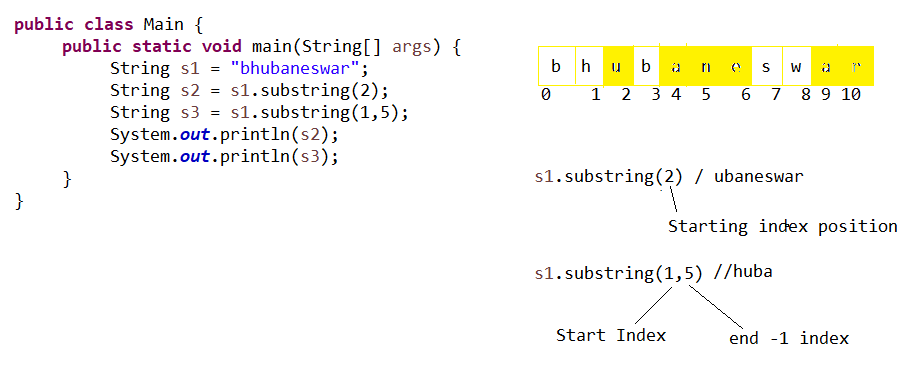 public class Main {
public static void main(String[] args) {
String s1 = "bhubaneswar";
String s2 = s1.substring(2);
String s3 = s1.substring(1,5);
System.out.println(s2);
System.out.println(s3);
}
}
b h u b a n e s w a r
0 1 2 3 4 5 6 7 8 9 10
s1.substring(2) / ubaneswar
Starting index position
s1.substring(1,5) //huba
Start Index
end -1 index